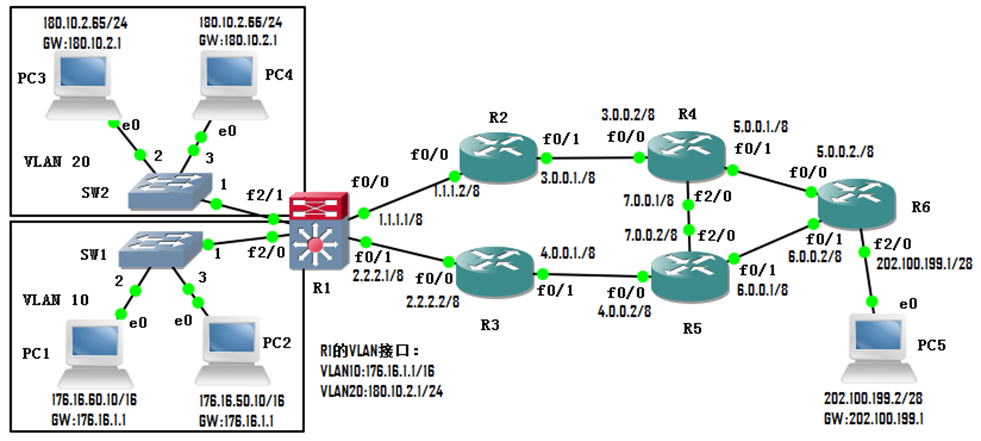 180.10.2.65/24
GW:180.10.2.1
180.10.2.66/24
GW:180.10.2.1
PC3
PC4
e0
e0
VLAN 20
2
3
SW2
1
f2/1
SW1
1
f2/0
2
3
VLAN 10
e0
e0
PC1
PC2
176.16.60.10/16
GW:176.16.1.1
176.16.50.10/16
GW:176.16.1.1
f0/0
1.1.1.1/8
f0/1
2.2.2.1/8
R1
R1的VLAN接口：
VLAN10:176.16.1.1/16
VLAN20:180.10.2.1/24
R2
f0/0
1.1.1.2/8
f0/1
3.0.0.1/8
f0/0
2.2.2.2/8
R3
4.0.0.1/8
f0/1
3.0.0.2/8
f0/0
R4
5.0.0.1./8
f0/1
7.0.0.1/8
f2/0
7.0.0.2/8
f2/0
f0/0
4.0.0.2/8
R5
f0/1
6.0.0.1/8
5.0.0.2/8
f0/0
R6
f0/1
6.0.0.2/8
f2/0
202.100.199.1/28
e0
PC5
202.100.199.2/28
GW:202.100.199.1